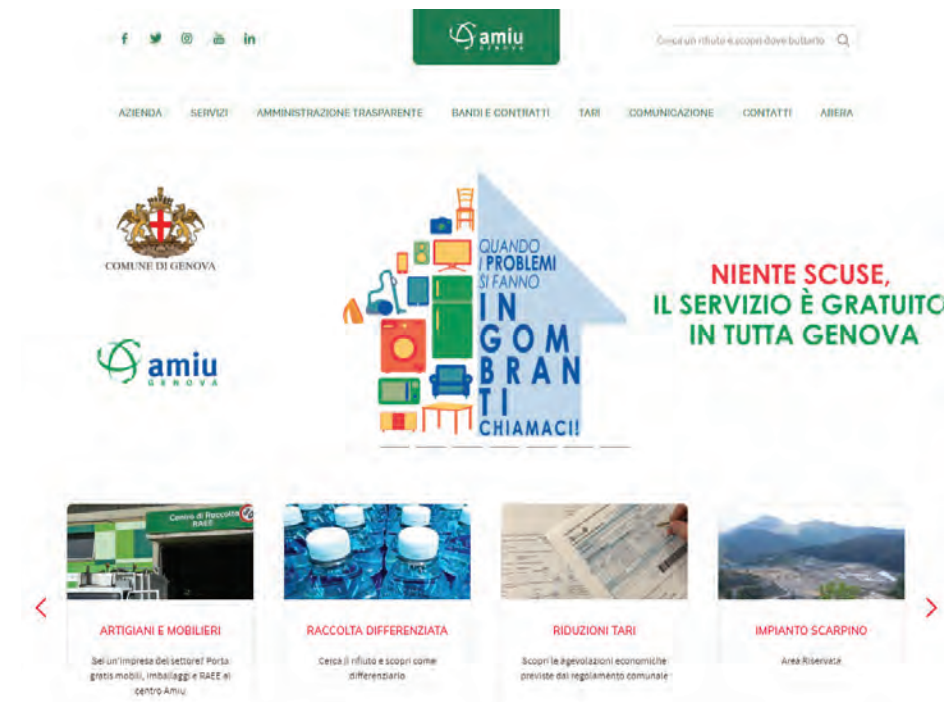 amiu
GENOVA
Cerca un rifiuto e scopri dove buttarlo
AZIENDA SERVIZI AMMINISTRAZIONE TRASPARENTE BANDI E CONTRATTI TARI COMUNICAZIONE CONTATTI ARERA
COMUNE DI GENOVA
amiu
GENOVA
QUANDO
I PROBLEMI
SI FANNO
IN
GOM
BRAN
TI
CHIAMACI!
NIENTE SCUSE,
IL SERVIZIO È GRATUITO
IN TUTTA GENOVA
Centro di Raccolta
RAEE
ARTIGIANI E MOBILIERI
Sei un'impresa del settore? Porta
gratis mobili, imballaggi e RAEE al
centro Amiu
RACCOLTA DIFFERENZIATA
Cerca il rifiuto e scopri come
differenziarlo
RIDUZIONI TARI
Scopri le agevolazioni economiche
previste dal regolamento comunale
IMPIANTO SCARPINO
Area Riservata